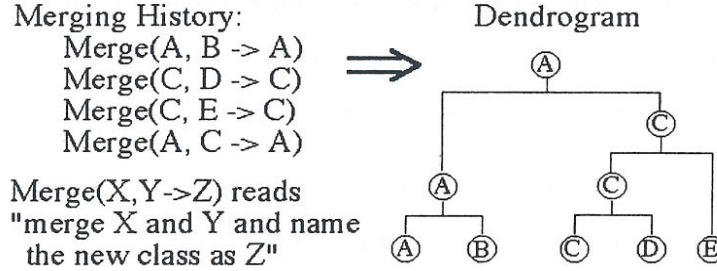 Merging History:
Merge(A, B -> A)
Merge(C, D -> C)
Merge(C, E -> C)
Merge(A, C -> A)
Merge(X,Y->Z) reads
"merge X and Y and name
the new class as Z"
Dendrogram
A
C
A
C
A
B
C
D
E